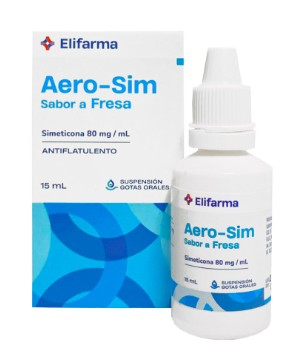 Elifarma
Aero-Sim
Sabor a Fresa
Simeticona 80 mg / mL
ANTIFLATULENTO
15 mL
SUSPENSIÓN
GOTAS ORALES
Elifarma
Aero-Sim
Sabor a Fresa
Simeticona 80 mg / mL
15 mL
SUSPENSIÓN
GOTAS ORALES